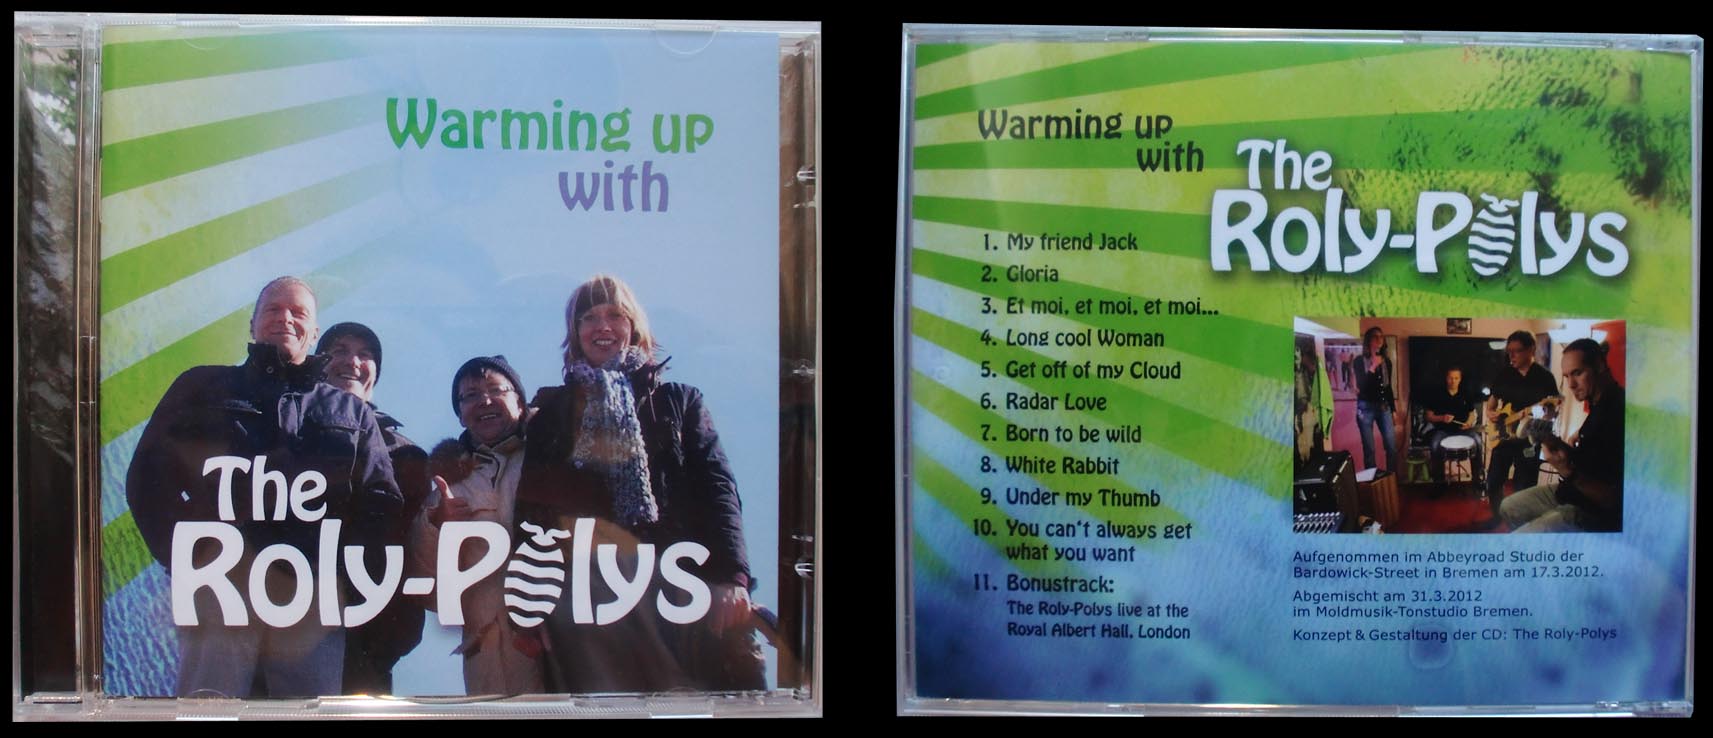 Warming up
with
The
Roly-Polys
Warming up
with
The
Roly-Polys
1. My friend Jack
2. Gloria
3. Et moi, et moi, et moi...
4. Long cool Woman
5. Get off of my Cloud
6. Radar Love
7. Born to be wild
8. White Rabbit
9. Under my Thumb
10. You can't always get
what you want
11. Bonustrack:
The Roly-Polys live at the
Royal Albert Hall, London
Aufgenommen im Abbeyroad Studio der
Bardowick-Street in Bremen am 17.3.2012.
Abgemischt am 31.3.2012
im Moldmusik-Tonstudio Bremen.
Konzept & Gestaltung der CD: The Roly-Polys